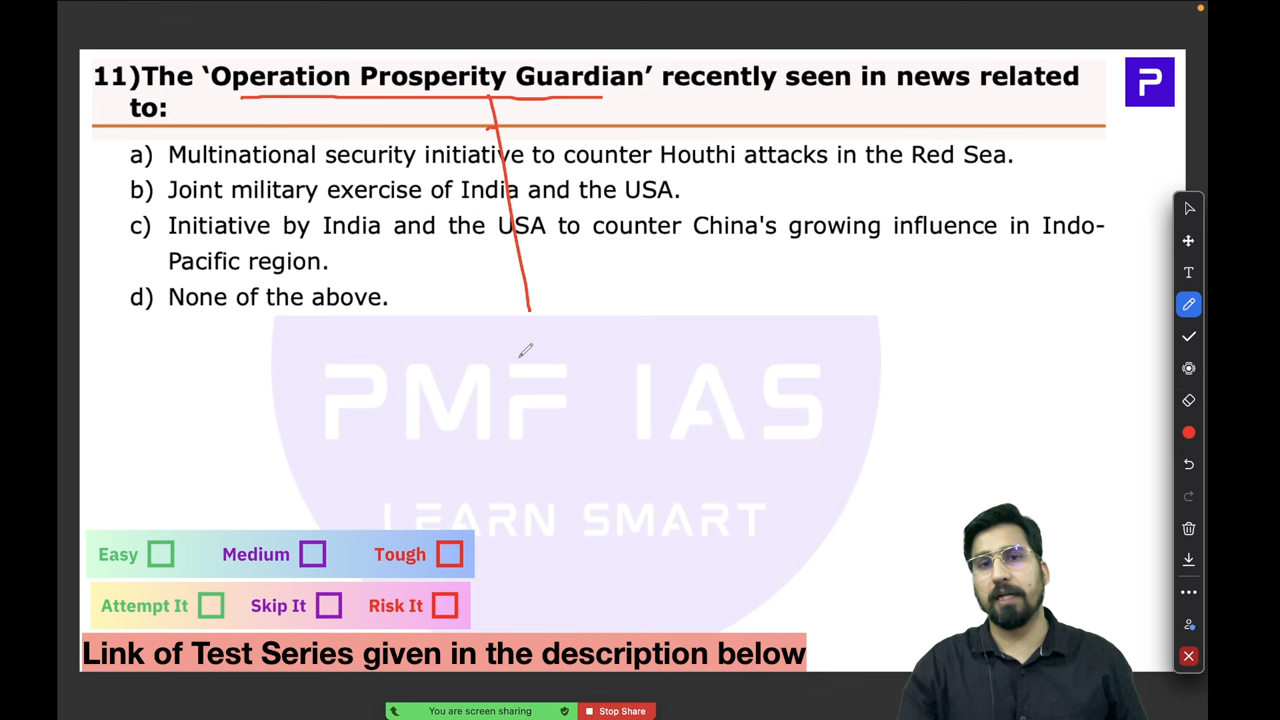 11)The ‘Operation Prosperity Guardian’ recently seen in news related
to:
P
a) Multinational security initiative to counter Houthi attacks in the Red Sea.
b) Joint military exercise of India and the USA.
c) Initiative by India and the USA to counter China's growing influence in Indo-
Pacific region.
d) None of the above.
T
PMF IAS
LEARN SMART
Easy Medium Tough
Attempt It Skip It Risk It
Link of Test Series given in the description below
You are screen sharing Stop Share